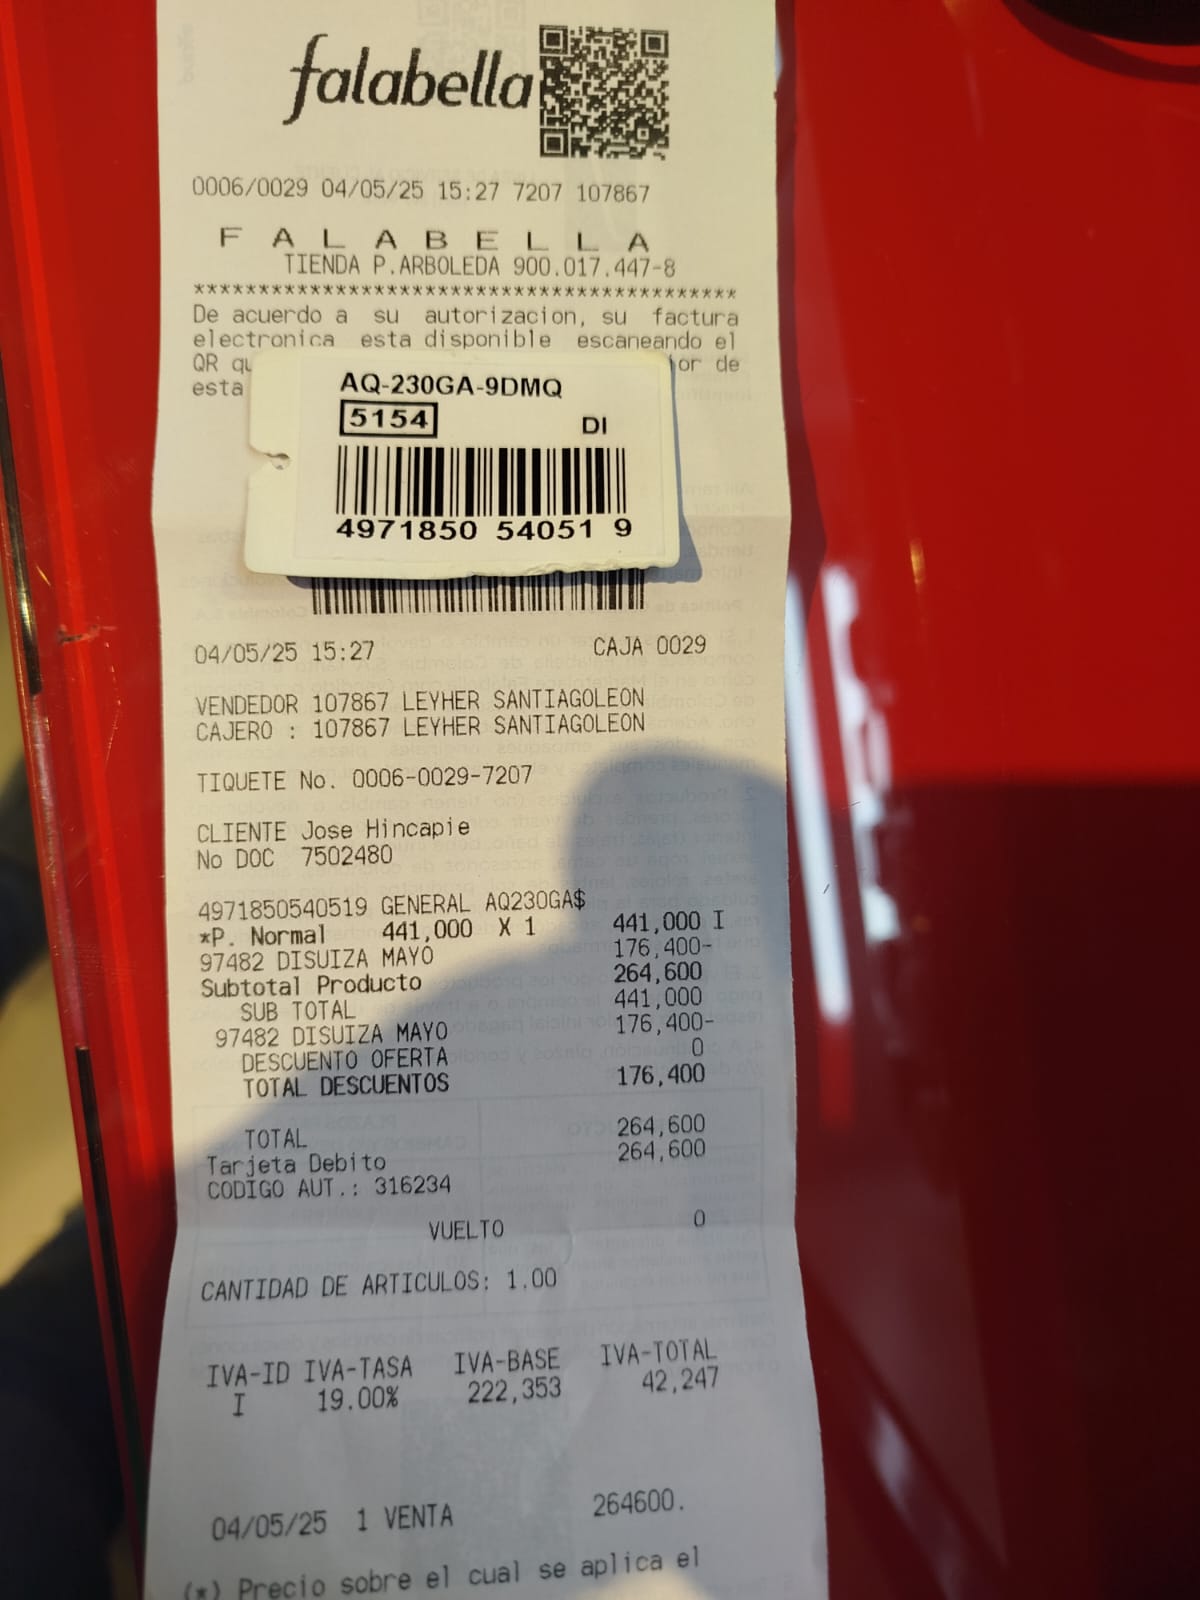 falabella
0006/0029 04/05/25 15:27 7207 107867
F A L A B E L L A
TIENDA P.ARBOLEDA 900.017.447-8
******************************************
De acuerdo a su autorizacion, su factura
electronica esta disponible escaneando el
QR or de
esta
AQ-230GA-9DMQ
5154 DI
4971850 54051 9
04/05/25 15:27 CAJA 0029
VENDEDOR 107867 LEYHER SANTIAGOLEON
CAJERO : 107867 LEYHER SANTIAGOLEON
TIQUETE No. 0006-0029-7207
CLIENTE Jose Hincapie
No DOC 7502480
4971850540519 GENERAL AQ230GA$
*P. Normal 441,000 X 1 441,000 I
97482 DISUIZA MAYO 176,400-
Subtotal Producto 264,600
SUB TOTAL 441,000
97482 DISUIZA MAYO 176,400-
DESCUENTO OFERTA 0
TOTAL DESCUENTOS 176,400
TOTAL 264,600
Tarjeta Debito 264,600
CODIGO AUT.: 316234
VUELTO 0
CANTIDAD DE ARTICULOS: 1.00
IVA-ID IVA-TASA IVA-BASE IVA-TOTAL
I 19.00% 222,353 42,247
04/05/25 1 VENTA 264600.
(*) Precio sobre el cual se aplica el